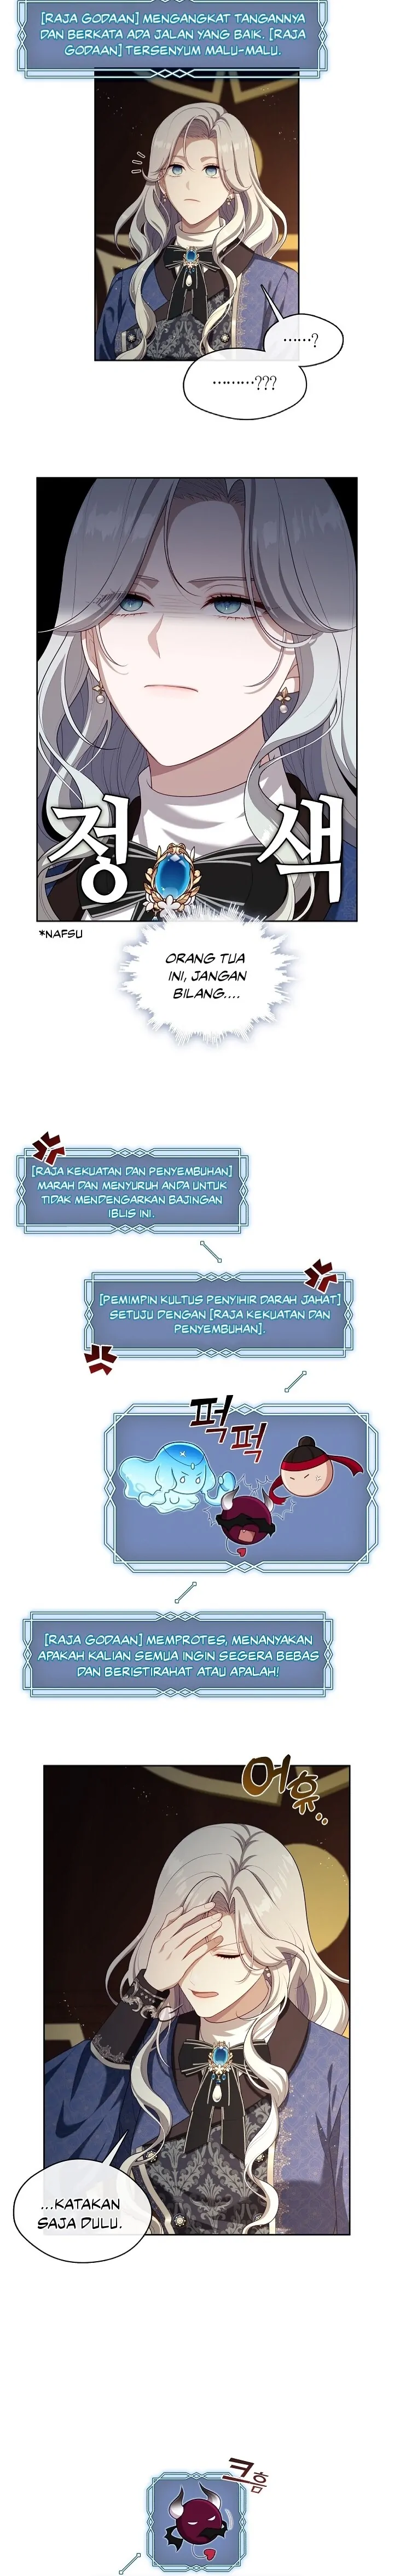 [RAJA GODAAN] MENGANGKAT TANGANNYA
DAN BERKATA ADA JALAN YANG BAIK. [RAJA
GODAAN] TERSENYUM MALU-MALU.
......?
.........???
정
색
*NAFSU
ORANG TUA
INI, JANGAN
BILANG....
[RAJA KEKUATAN DAN PENYEMBUHAN]
MARAH DAN MENYURUH ANDA UNTUK
TIDAK MENDENGARKAN BAJINGAN
IBLIS INI.
[PEMIMPIN KULTUS PENYIHIR DARAH JAHAT]
SETUJU DENGAN [RAJA KEKUATAN DAN
PENYEMBUHAN].
퍽
퍽
[RAJA GODAAN] MEMPROTES, MENANYAKAN
APAKAH KALIAN SEMUA INGIN SEGERA BEBAS
DAN BERISTIRAHAT ATAU APALAH!
어휴..
...KATAKAN
SAJA DULU.
크흠